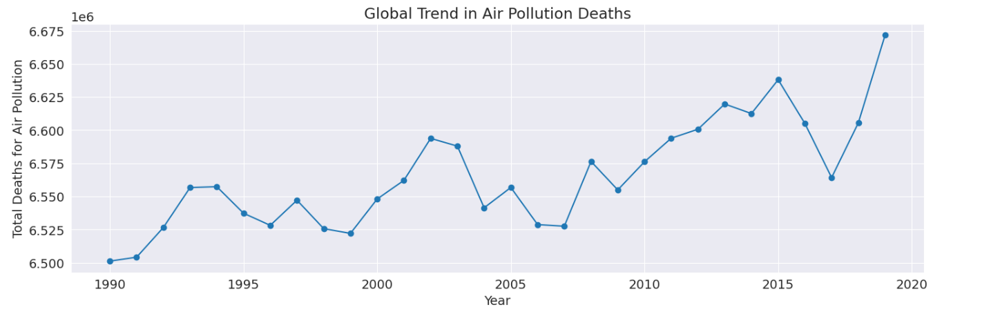 Global Trend in Air Pollution Deaths
1e6
6.675
6.650
6.625
6.600
6.575
6.550
6.525
6.500
Total Deaths for Air Pollution
1990 1995 2000 2005 2010 2015 2020
Year